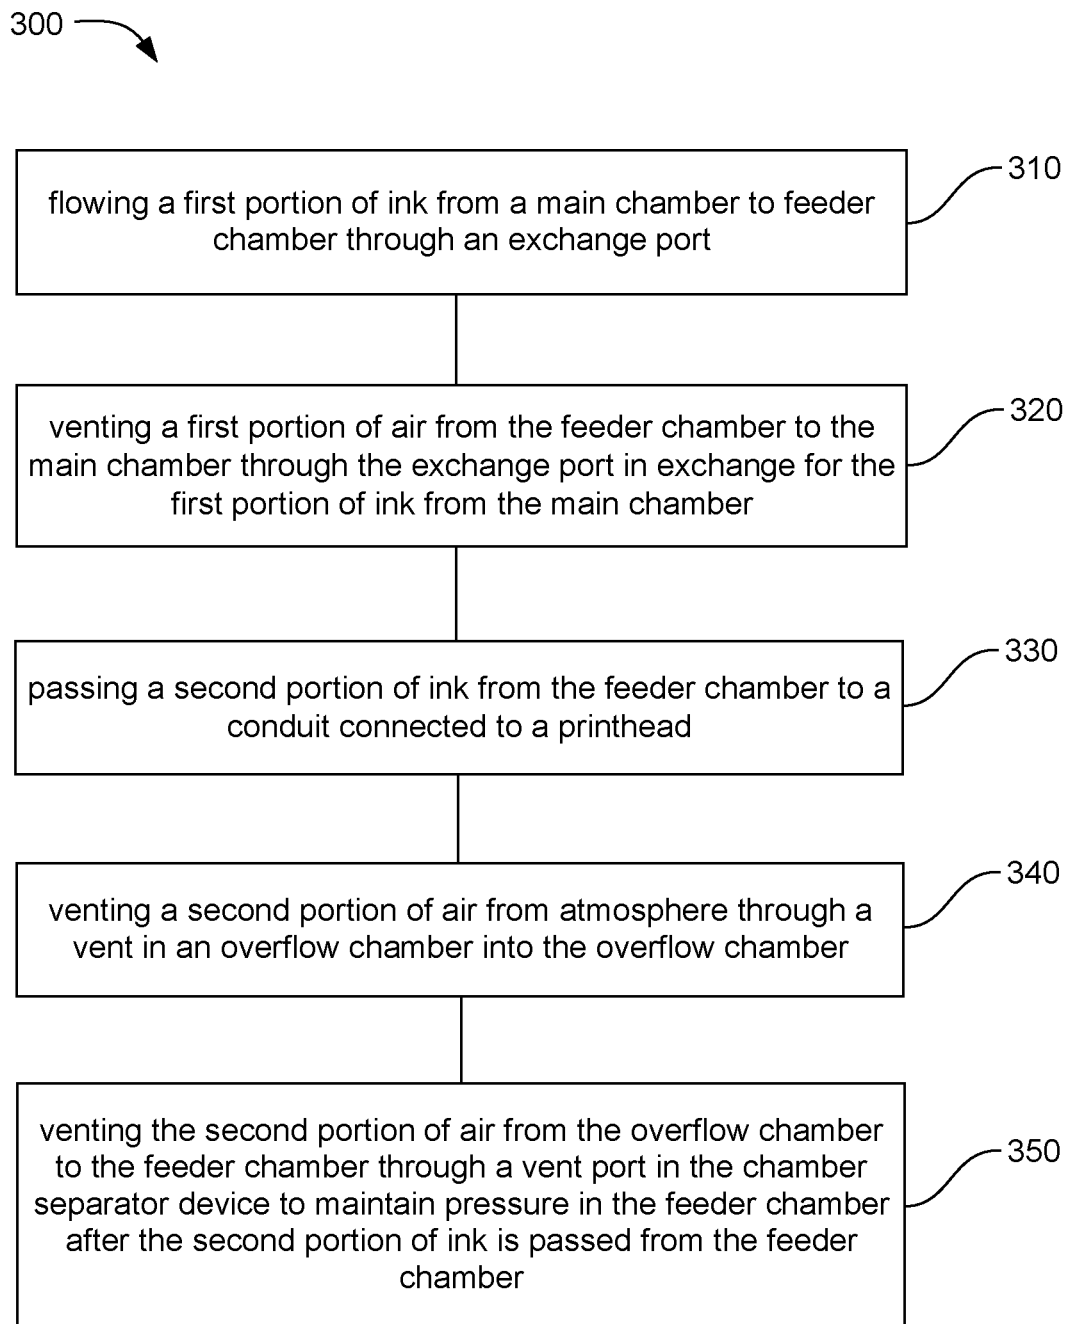 300
310
flowing a first portion of ink from a main chamber to feeder
chamber through an exchange port
320
venting a first portion of air from the feeder chamber to the
main chamber through the exchange port in exchange for the
first portion of ink from the main chamber
330
passing a second portion of ink from the feeder chamber to a
conduit connected to a printhead
340
venting a second portion of air from atmosphere through a
vent in an overflow chamber into the overflow chamber
350
venting the second portion of air from the overflow chamber
to the feeder chamber through a vent port in the chamber
separator device to maintain pressure in the feeder chamber
after the second portion of ink is passed from the feeder
chamber